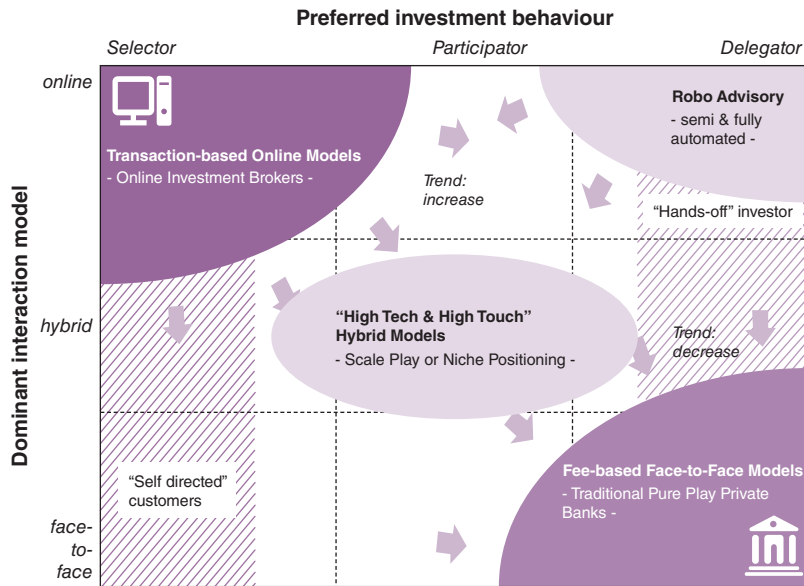 Preferred investment behaviour
Selector
Participator
Delegator
Dominant interaction model
online
hybrid
face-
to-
face
Transaction-based Online Models
- Online Investment Brokers -
Robo Advisory
- semi & fully
automated -
Trend:
increase
“Hands-off” investor
“High Tech & High Touch”
Hybrid Models
- Scale Play or Niche Positioning -
Trend:
decrease
“Self directed”
customers
Fee-based Face-to-Face Models
- Traditional Pure Play Private
Banks -